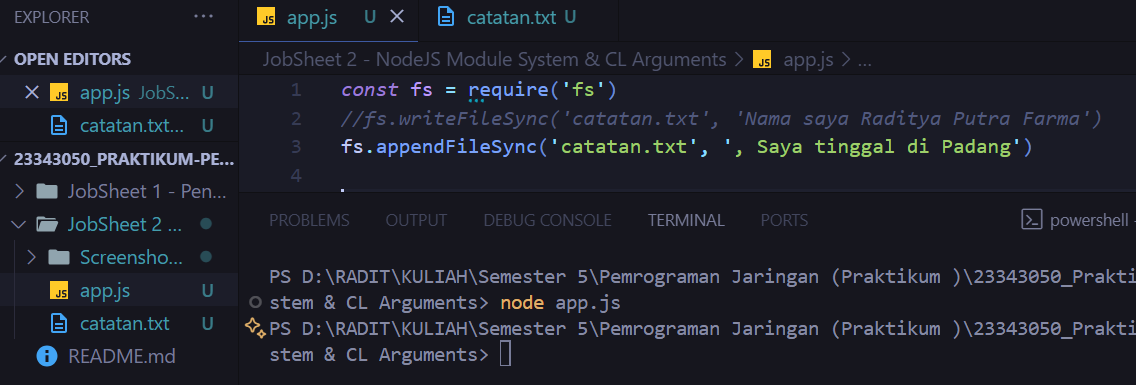 EXPLORER ...
OPEN EDITORS
app.js JobS... U
catatan.txt... U
23343050_PRAKTIKUM-PE...
JobSheet 1 - Pen...
JobSheet 2 ...
Screensho...
app.js U
catatan.txt U
README.md
app.js U
catatan.txt U
JobSheet 2 - NodeJS Module System & CL Arguments > JS app.js > ...
1 const fs = require('fs')
2 //fs.writeFileSync('catatan.txt', 'Nama saya Raditya Putra Farma')
3 fs.appendFileSync('catatan.txt', ', Saya tinggal di Padang')
4
PROBLEMS OUTPUT DEBUG CONSOLE TERMINAL PORTS
powershell
PS D:\RADIT\KULIAH\Semester 5\Pemrograman Jaringan (Praktikum )\23343050_Prakti
stem & CL Arguments> node app.js
PS D:\RADIT\KULIAH\Semester 5\Pemrograman Jaringan (Praktikum )\23343050_Prakti
stem & CL Arguments>